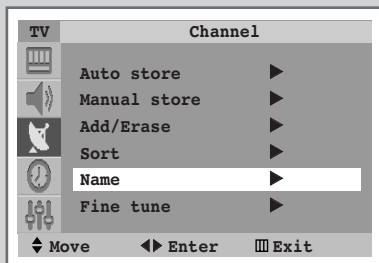 TV Channel
Auto store ▶
Manual store ▶
Add/Erase ▶
Sort ▶
Name ▶
Fine tune ▶
Move Enter Exit